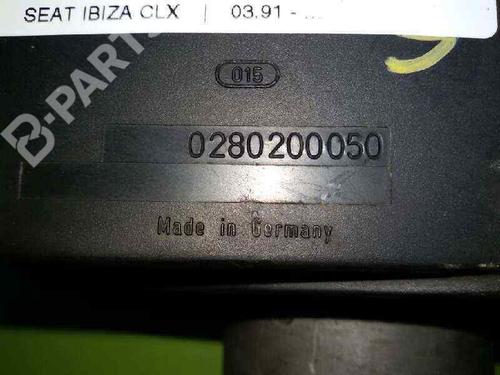 SEAT IBIZA CLX | 03.91 - ...
B-PARTS
015
0280200050
Made in Germany